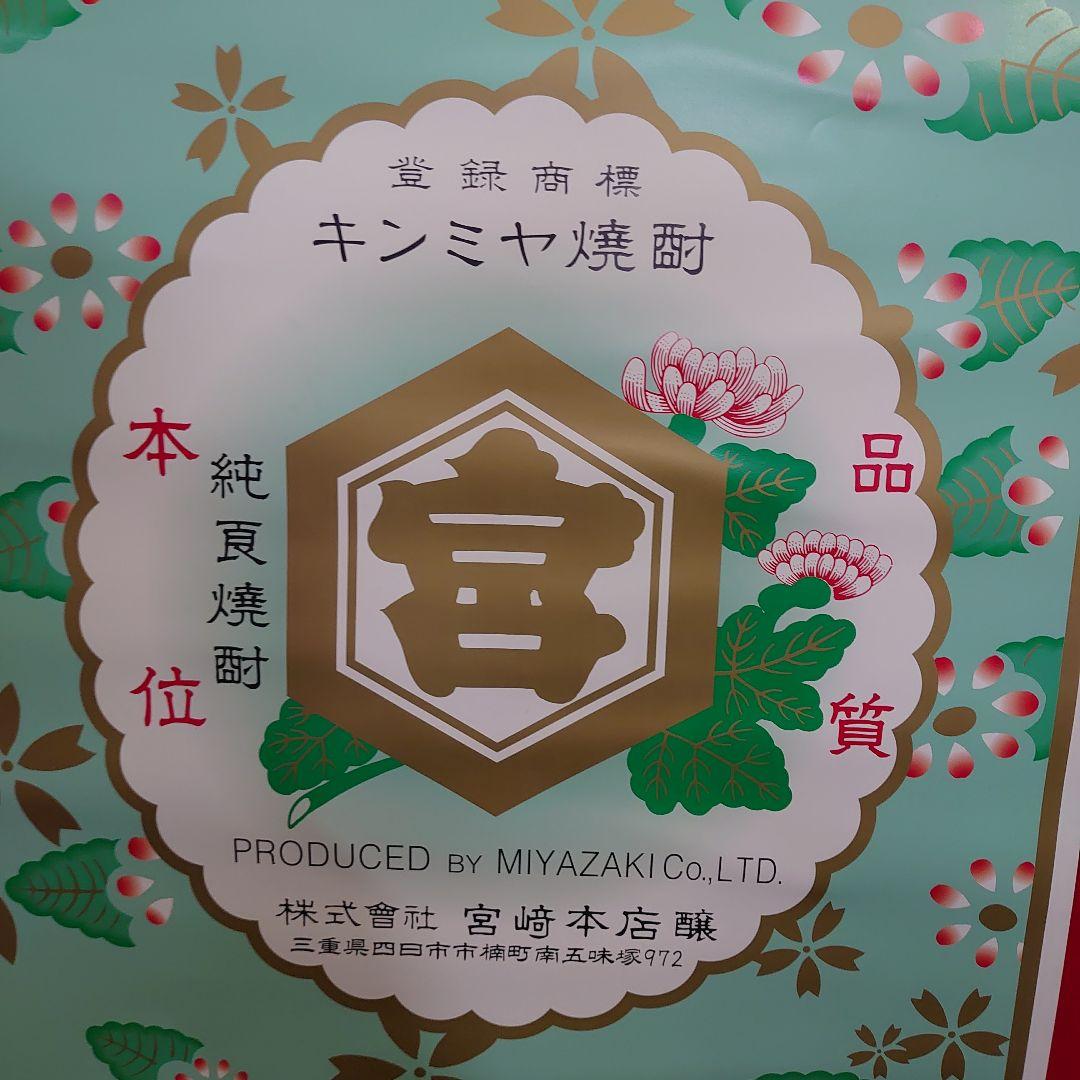 登録商標
キンミヤ焼酎
品質
本位
純良焼酎
宮
PRODUCED BY MIYAZAKI Co.,LTD.
株式會社 宮﨑本店醸
三重県四日市市楠町南五味塚972